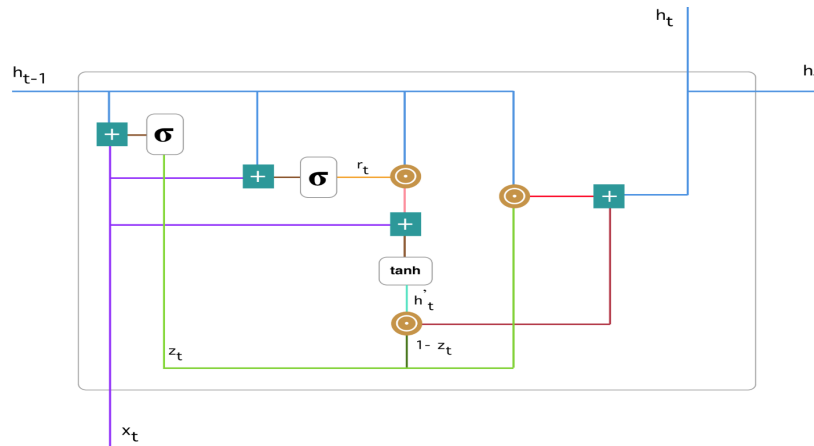 h_t
h_t-1
h
+
σ
r_t
+
σ
+
+
tanh
h'_t
z_t
1- z_t
x_t